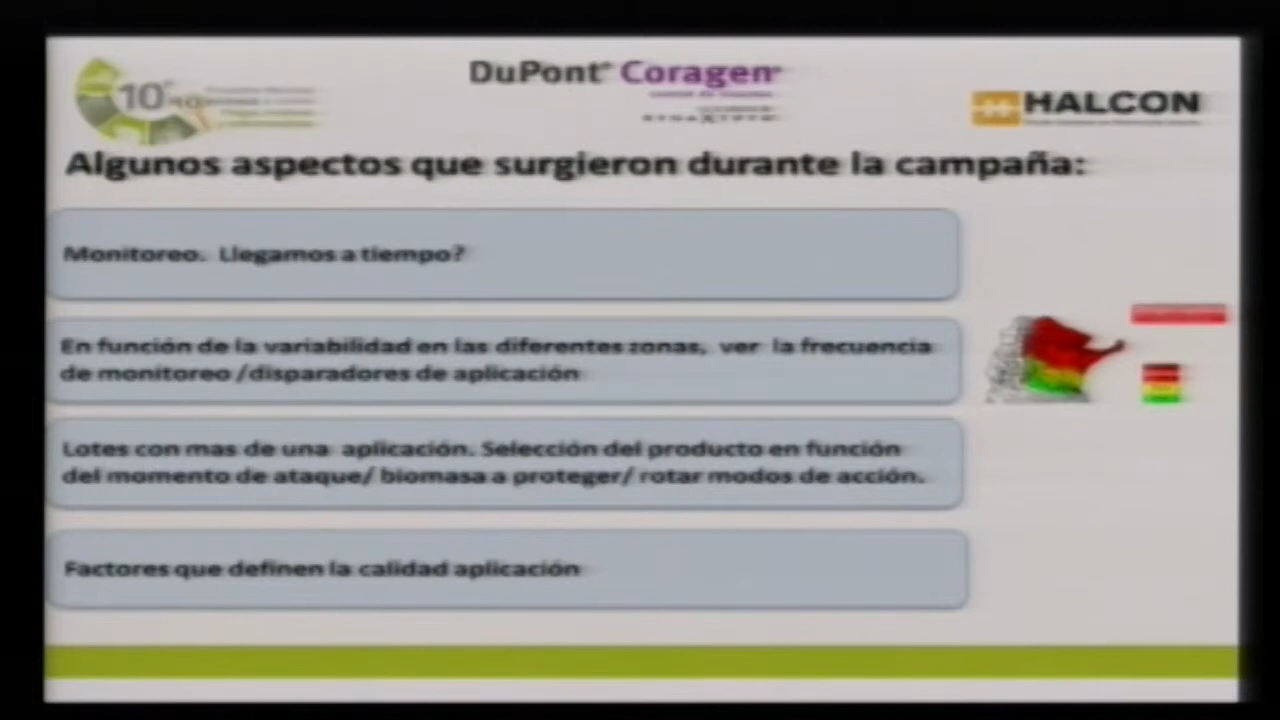 10
DuPont Coragen
HALCON
Algunos aspectos que surgieron durante la campaña:
Monitoreo. Llegamos a tiempo?
En función de la variabilidad en las diferentes zonas, ver la frecuencia
de monitoreo /disparadores de aplicación
Lotes con mas de una aplicación. Selección del producto en función
del momento de ataque/ biomasa a proteger/ rotar modos de acción.
Factores que definen la calidad aplicación